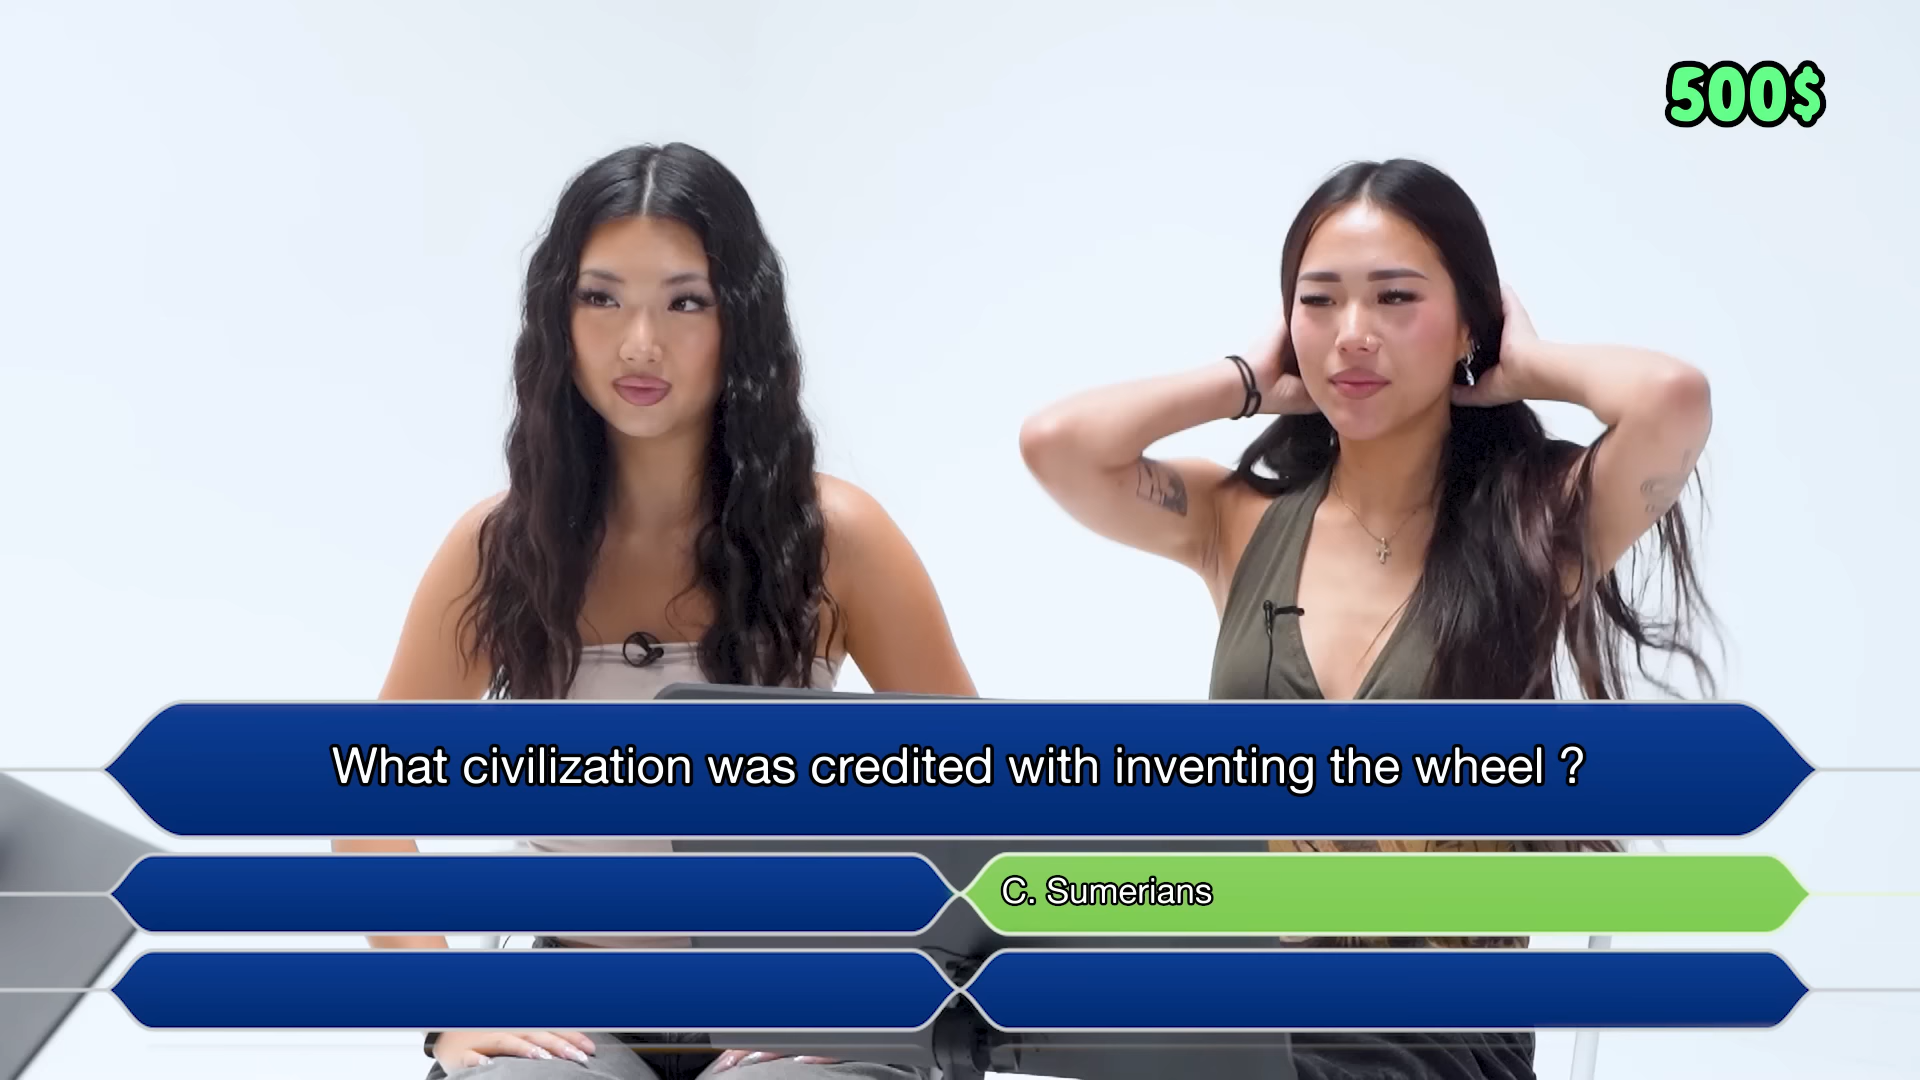 500$
What civilization was credited with inventing the wheel ?
C. Sumerians